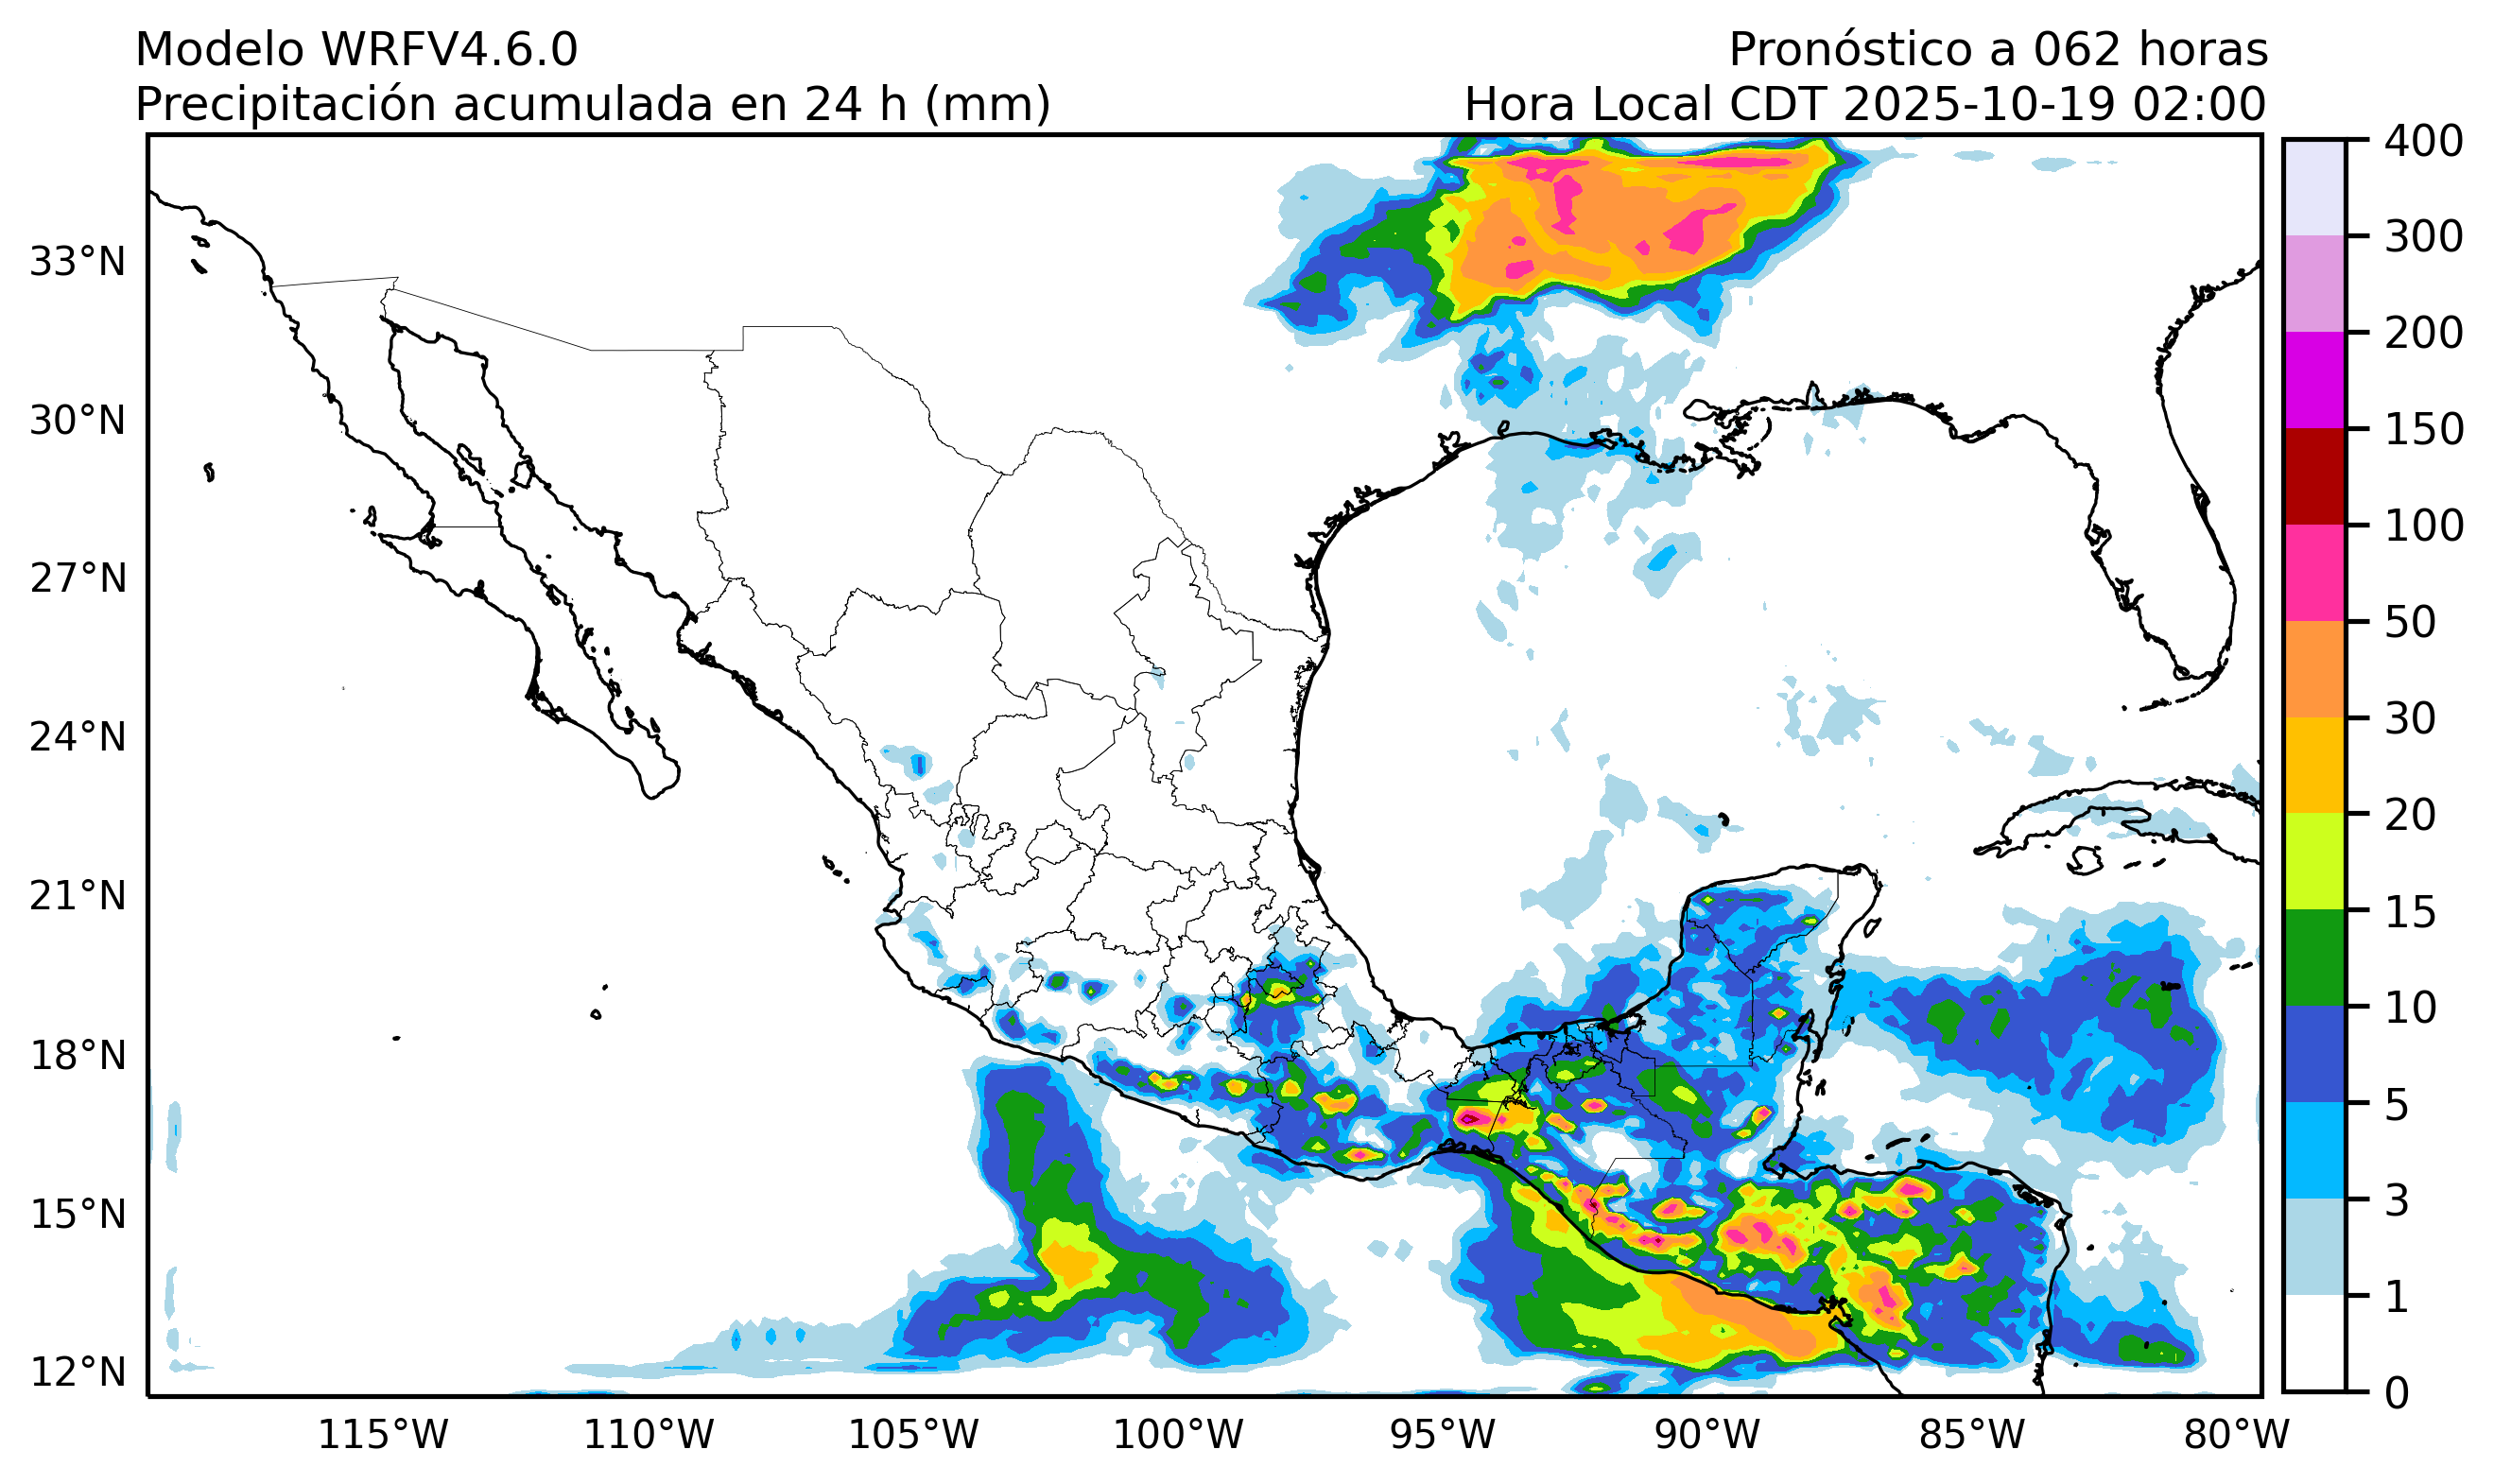 Modelo WRFV4.6.0
Pronóstico a 062 horas
Precipitación acumulada en 24 h (mm)
Hora Local CDT 2025-10-19 02:00
33°N
30°N
27°N
24°N
21°N
18°N
15°N
12°N
115°W
110°W
105°W
100°W
95°W
90°W
85°W
80°W
400
300
200
150
100
50
30
20
15
10
5
3
1
0